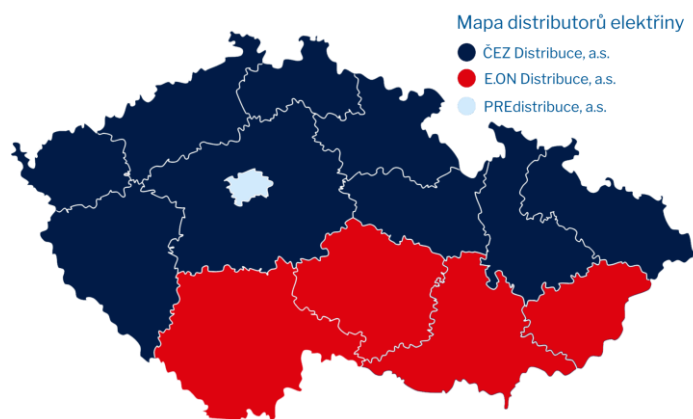 Mapa distributorů elektřiny
ČEZ Distribuce, a.s.
E.ON Distribuce, a.s.
PREdistribuce, a.s.